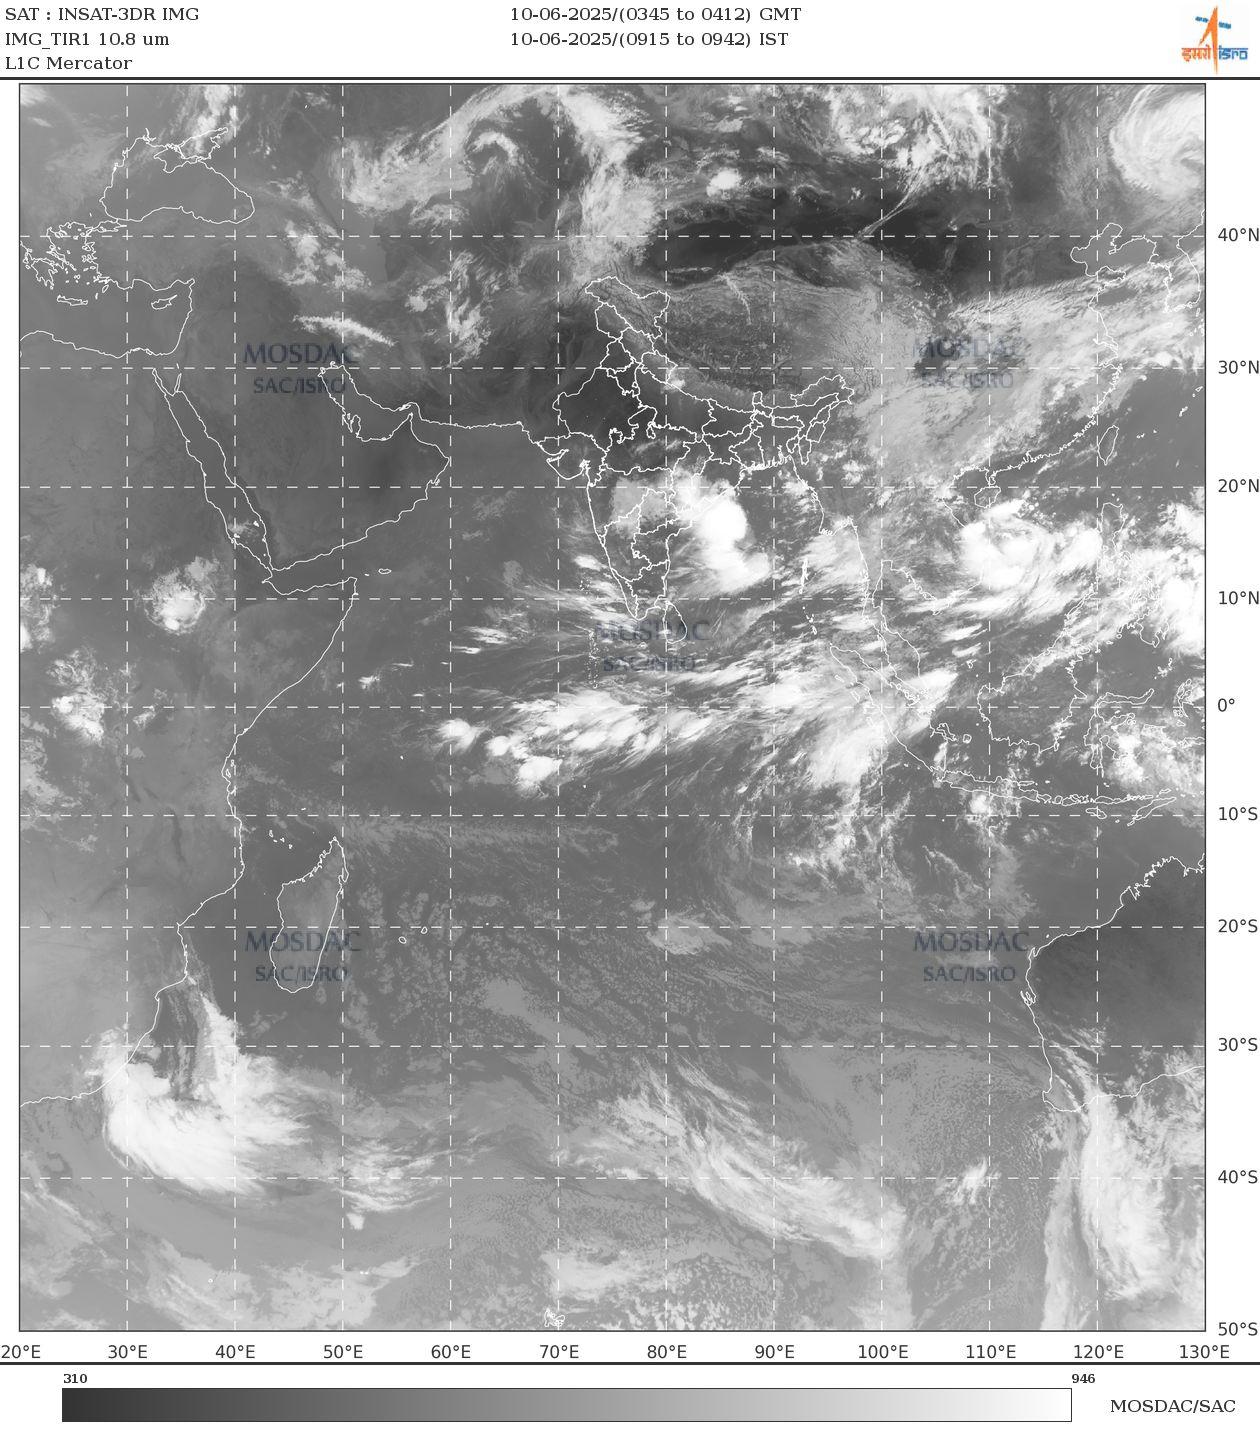 SAT : INSAT-3DR IMG
10-06-2025/(0345 to 0412) GMT
IMG_TIR1 10.8 um
10-06-2025/(0915 to 0942) IST
L1C Mercator
इसरो isro
40°N
MOSDAC
SAC/ISRO
MOSDAC
SAC/ISRO
30°N
20°N
10°N
MOSDAC
SAC/ISRO
0°
10°S
20°S
MOSDAC
SAC/ISRO
MOSDAC
SAC/ISRO
30°S
40°S
50°S
20°E 30°E 40°E 50°E 60°E 70°E 80°E 90°E 100°E 110°E 120°E 130°E
310
946
MOSDAC/SAC